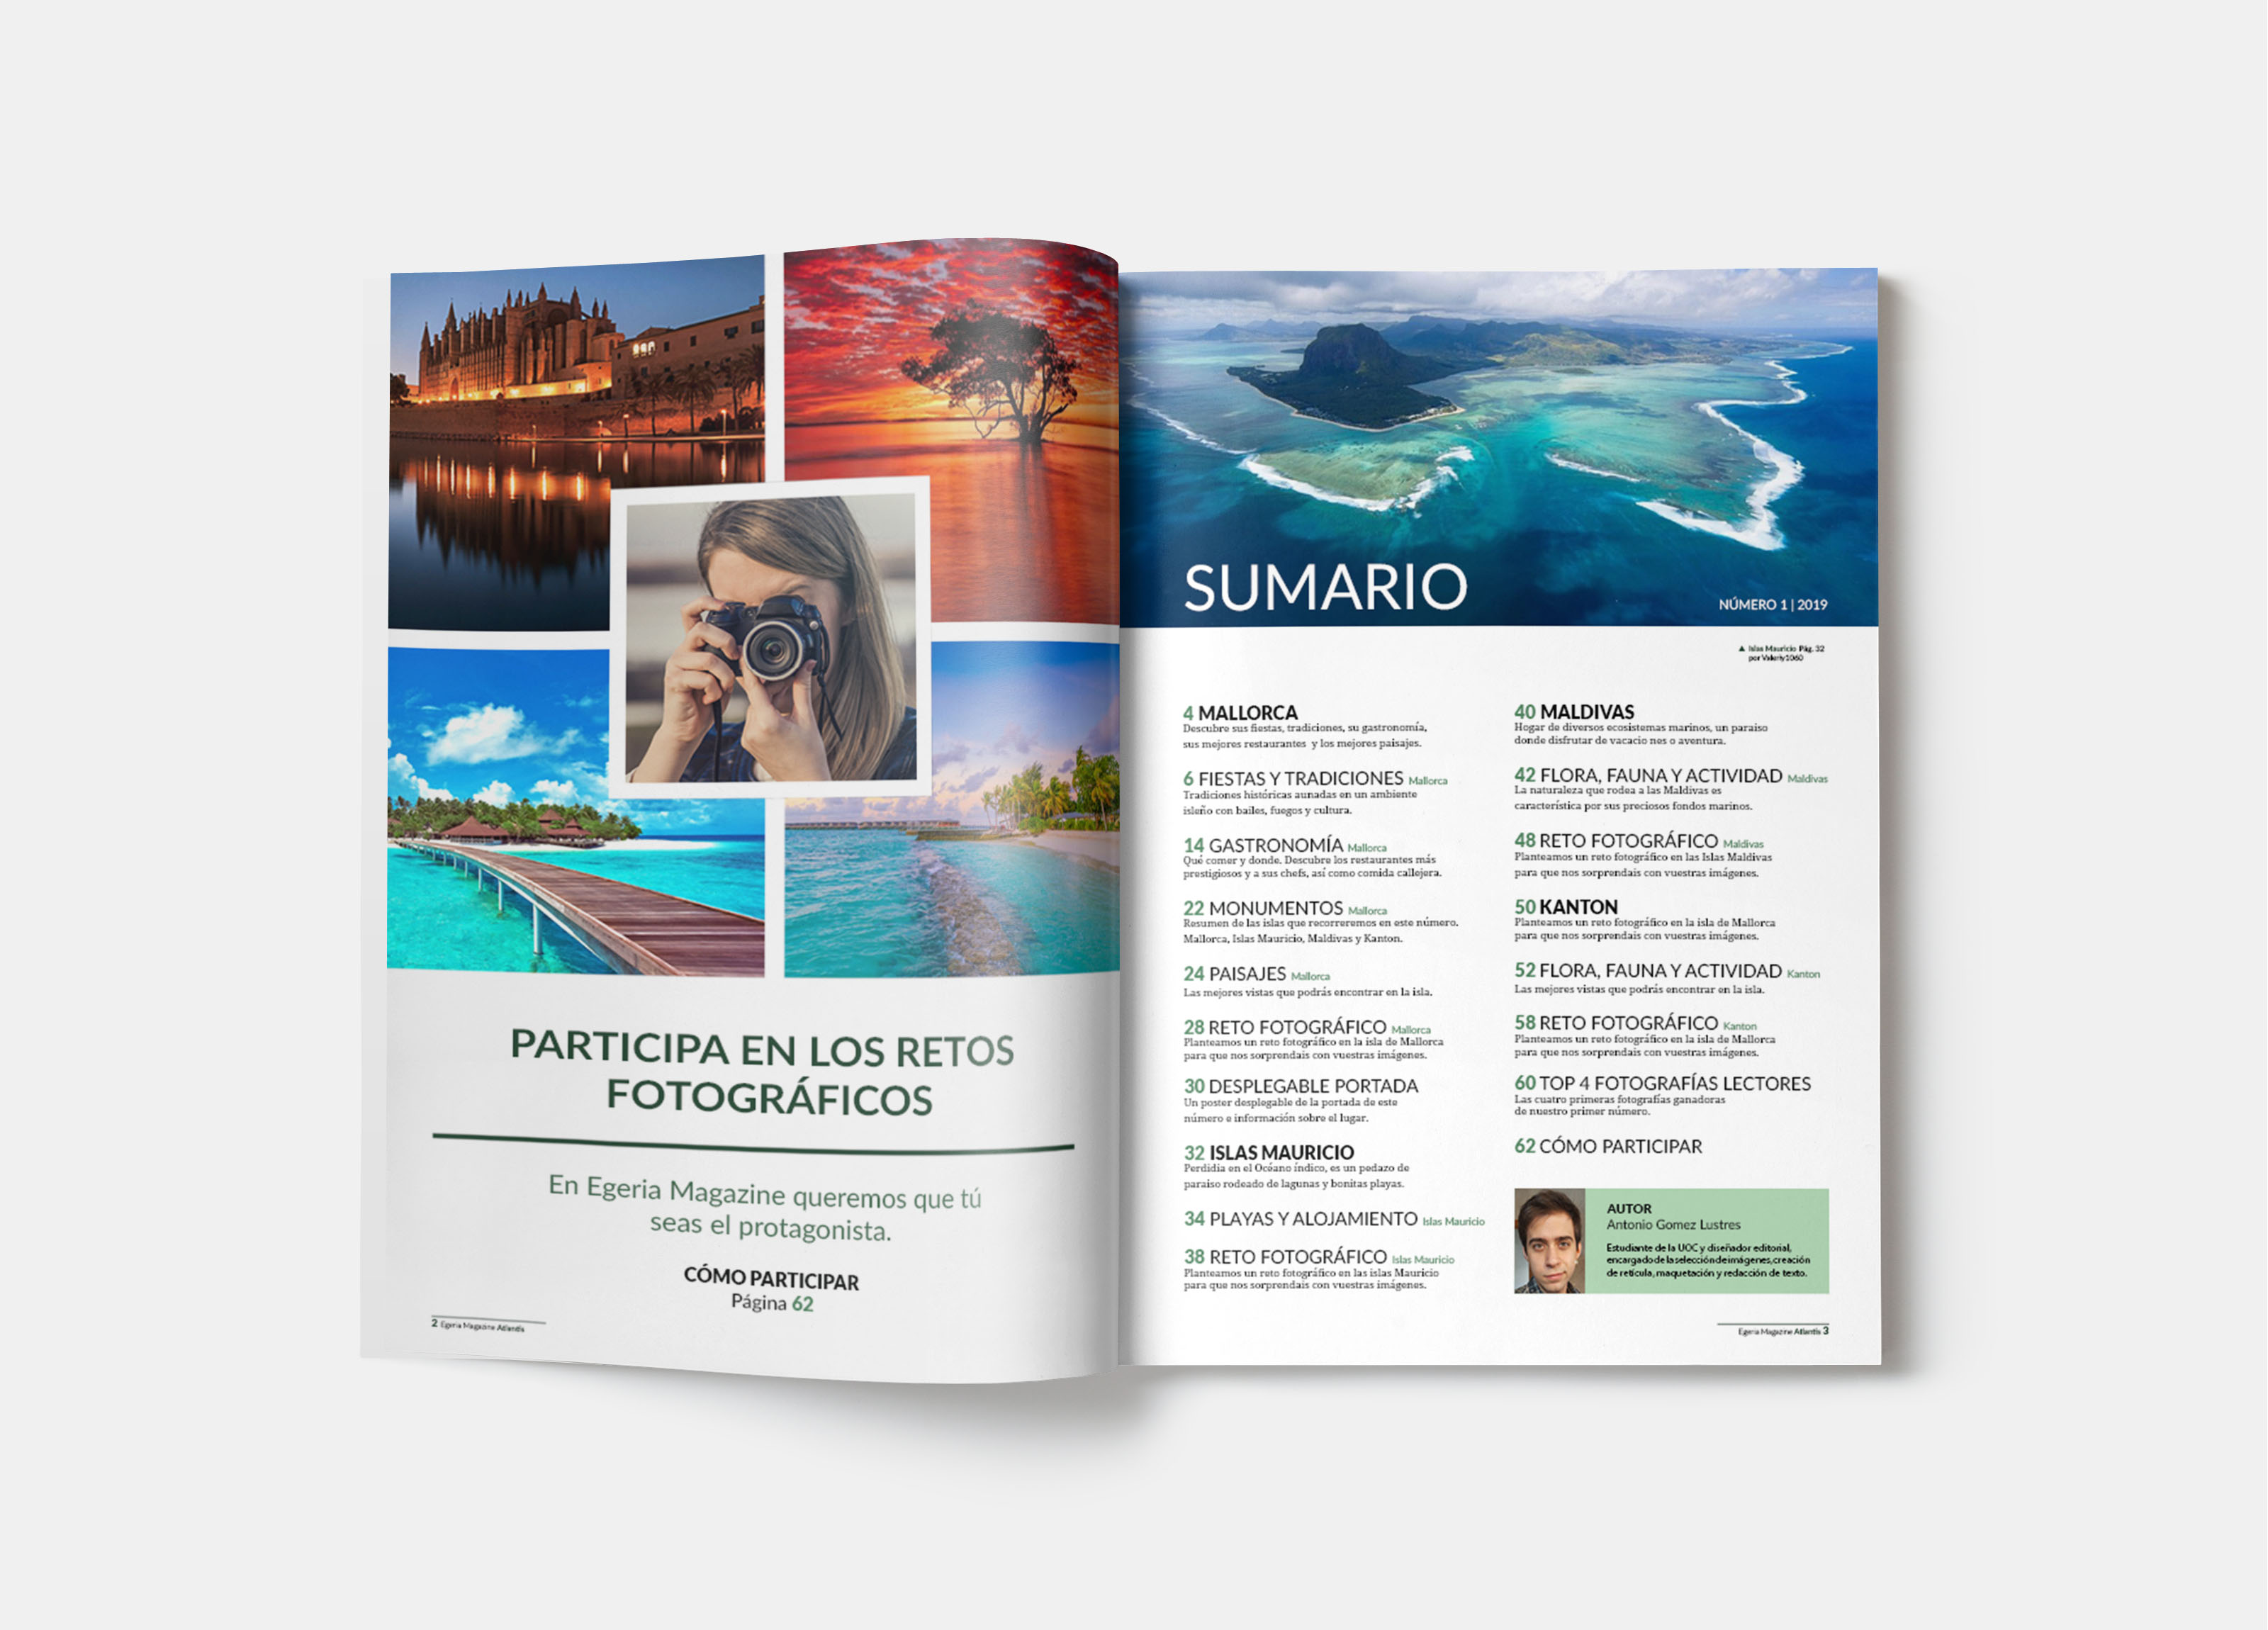 PARTICIPA EN LOS RETOS
FOTOGRÁFICOS
En Egeria Magazine queremos que tú
seas el protagonista.
CÓMO PARTICIPAR
Página 62
2 Egeria Magazine Atlantis
SUMARIO
NÚMERO 1 | 2019
▲ Islas Mauricio Pág. 32
por Valeriy1060
4 MALLORCA
Descubre sus fiestas, tradiciones, su gastronomía,
sus mejores restaurantes y los mejores paisajes.
6 FIESTAS Y TRADICIONES Mallorca
Tradiciones históricas aunadas en un ambiente
isleño con bailes, fuegos y cultura.
14 GASTRONOMÍA Mallorca
Qué comer y donde. Descubre los restaurantes más
prestigiosos y a sus chefs, así como comida callejera.
22 MONUMENTOS Mallorca
Resumen de las islas que recorreremos en este número.
Mallorca, Islas Mauricio, Maldivas y Kanton.
24 PAISAJES Mallorca
Las mejores vistas que podrás encontrar en la isla.
28 RETO FOTOGRÁFICO Mallorca
Planteamos un reto fotográfico en la isla de Mallorca
para que nos sorprendais con vuestras imágenes.
30 DESPLEGABLE PORTADA
Un poster desplegable de la portada de este
número e información sobre el lugar.
32 ISLAS MAURICIO
Perdidia en el Océano índico, es un pedazo de
paraiso rodeado de lagunas y bonitas playas.
34 PLAYAS Y ALOJAMIENTO Islas Mauricio
38 RETO FOTOGRÁFICO Islas Mauricio
Planteamos un reto fotográfico en las islas Mauricio
para que nos sorprendais con vuestras imágenes.
40 MALDIVAS
Hogar de diversos ecosistemas marinos, un paraiso
donde disfrutar de vacacio nes o aventura.
42 FLORA, FAUNA Y ACTIVIDAD Maldivas
La naturaleza que rodea a las Maldivas es
característica por sus preciosos fondos marinos.
48 RETO FOTOGRÁFICO Maldivas
Planteamos un reto fotográfico en las Islas Maldivas
para que nos sorprendais con vuestras imágenes.
50 KANTON
Planteamos un reto fotográfico en la isla de Mallorca
para que nos sorprendais con vuestras imágenes.
52 FLORA, FAUNA Y ACTIVIDAD Kanton
Las mejores vistas que podrás encontrar en la isla.
58 RETO FOTOGRÁFICO Kanton
Planteamos un reto fotográfico en la isla de Mallorca
para que nos sorprendais con vuestras imágenes.
60 TOP 4 FOTOGRAFÍAS LECTORES
Las cuatro primeras fotografías ganadoras
de nuestro primer número.
62 CÓMO PARTICIPAR
AUTOR
Antonio Gomez Lustres
Estudiante de la UOC y diseñador editorial,
encargado de la selección de imágenes, creación
de retícula, maquetación y redacción de texto.
Egeria Magazine Atlantis 3